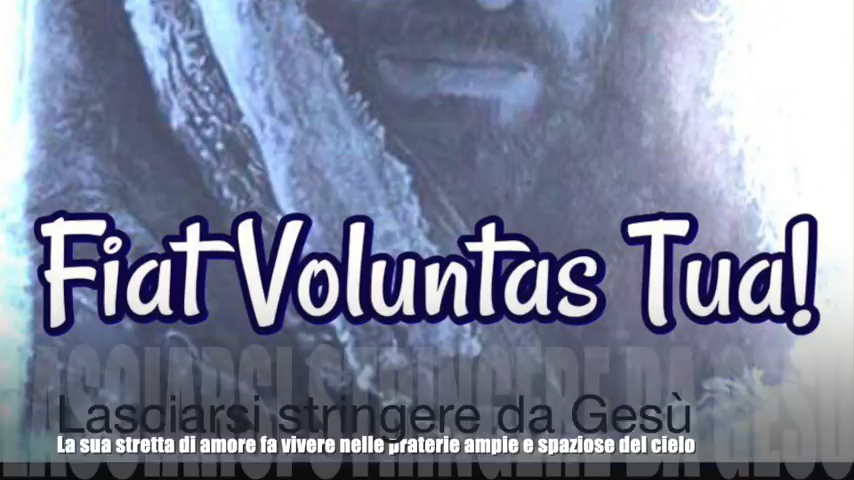 Fiat Voluntas Tua!
LASCIARSI STRINGERE DA GESÙ
Lasciarsi stringere da Gesù
La sua stretta di amore fa vivere nelle praterie ampie e spaziose del cielo